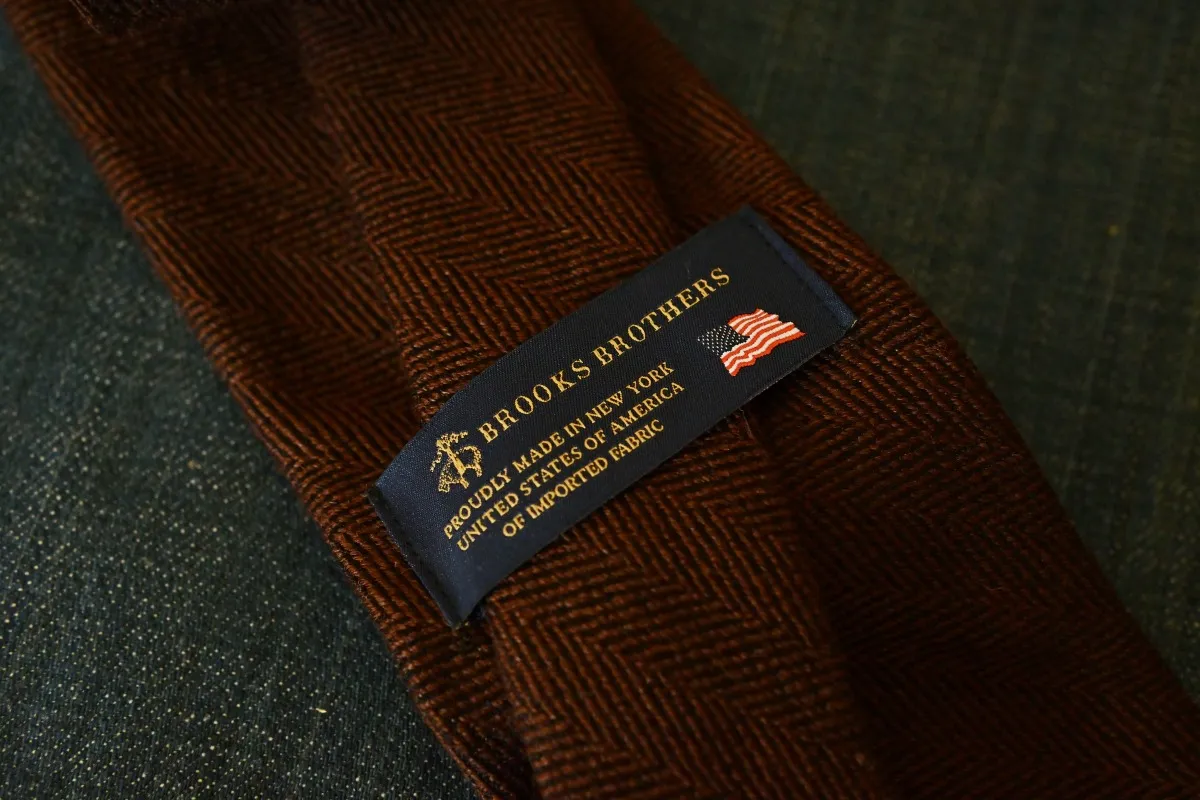 BROOKS BROTHERS
PROUDLY MADE IN NEW YORK
UNITED STATES OF AMERICA
OF IMPORTED FABRIC